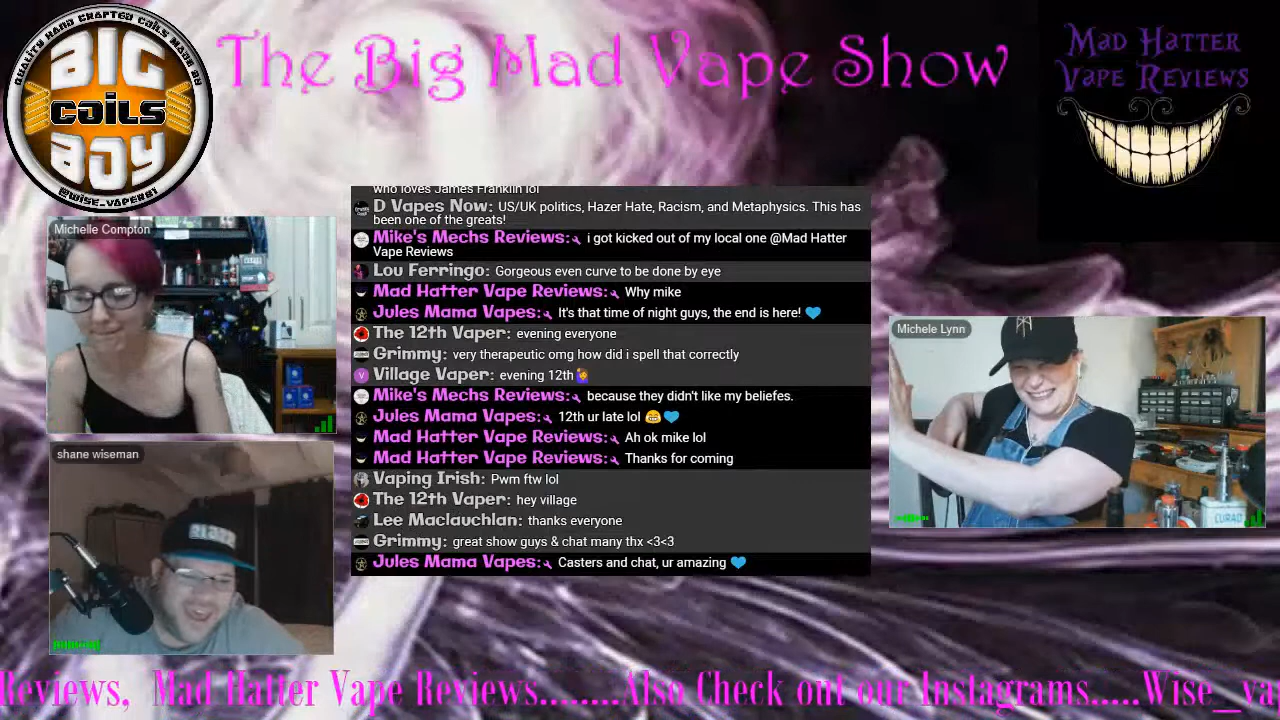 QUALITY HAND CRAFTED COILS MADE BY
BIG
COILS
BOY
@WISE_VAPER81
The Big Mad Vape Show
Mad Hatter
Vape Reviews
Michelle Compton
shane wiseman
Michele Lynn
who loves James Franklin lol
D Vapes Now: US/UK politics, Hazer Hate, Racism, and Metaphysics. This has
been one of the greats!
Mike's Mechs Reviews: i got kicked out of my local one @Mad Hatter
Vape Reviews
Lou Ferringo: Gorgeous even curve to be done by eye
Mad Hatter Vape Reviews: Why mike
Jules Mama Vapes: It's that time of night guys, the end is here! 💙
The 12th Vaper: evening everyone
Grimmy: very therapeutic omg how did i spell that correctly
Village Vaper: evening 12th🙋
Mike's Mechs Reviews: because they didn't like my beliefes.
Jules Mama Vapes: 12th ur late lol 😁💙
Mad Hatter Vape Reviews: Ah ok mike lol
Mad Hatter Vape Reviews: Thanks for coming
Vaping Irish: Pwm ftw lol
The 12th Vaper: hey village
Lee Maclauchlan: thanks everyone
Grimmy: great show guys & chat many thx <3<3
Jules Mama Vapes: Casters and chat, ur amazing 💙
CURAD
Reviews, Mad Hatter Vape Reviews........Also Check out our Instagrams.....Wise_va